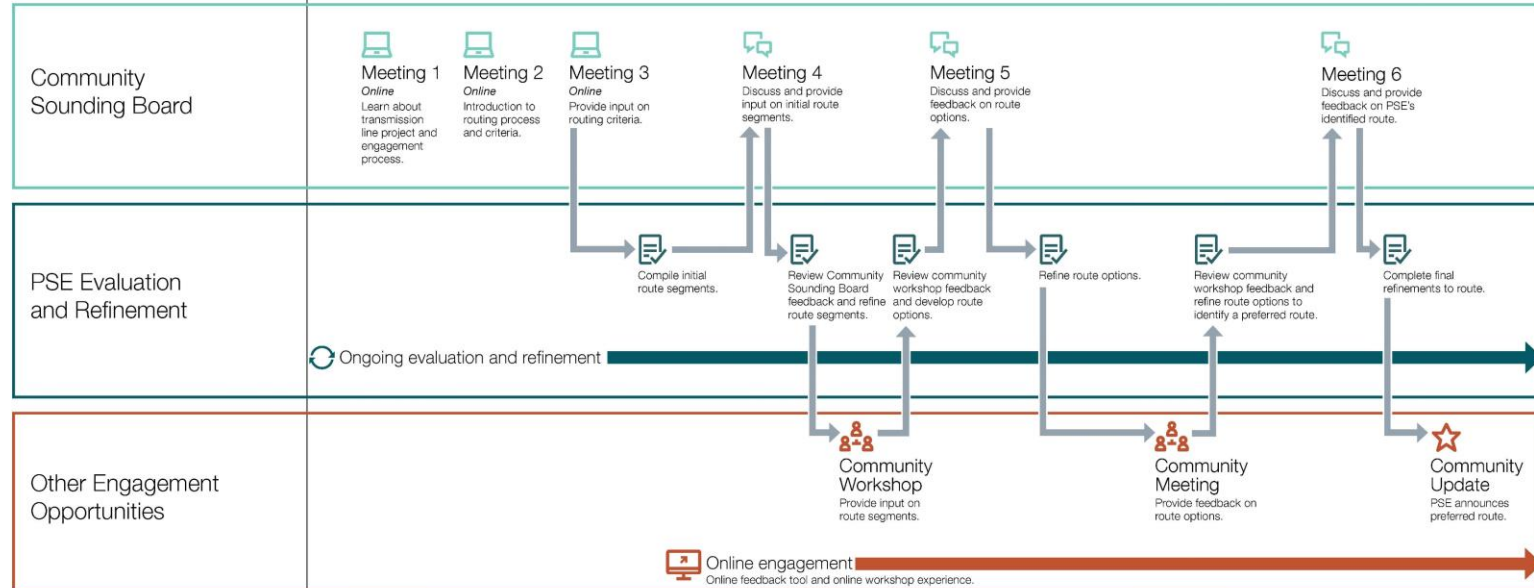 Community
Sounding Board
Meeting 1
Online
Learn about
transmission
line project and
engagement
process.
Meeting 2
Online
Introduction to
routing process
and criteria.
Meeting 3
Online
Provide input on
routing criteria.
Meeting 4
Discuss and provide
input on initial route
segments.
Meeting 5
Discuss and provide
feedback on route
options.
Meeting 6
Discuss and provide
feedback on PSE's
identified route.
PSE Evaluation
and Refinement
Compile initial
route segments.
Review Community
Sounding Board
feedback and refine
route segments.
Review community
workshop feedback
and develop route
options.
Refine route options.
Review community
workshop feedback and
refine route options to
identify a preferred route.
Complete final
refinements to route.
Ongoing evaluation and refinement
Other Engagement
Opportunities
Community
Workshop
Provide input on
route segments.
Community
Meeting
Provide feedback on
route options.
Community
Update
PSE announces
preferred route.
Online engagement
Online feedback tool and online workshop experience.